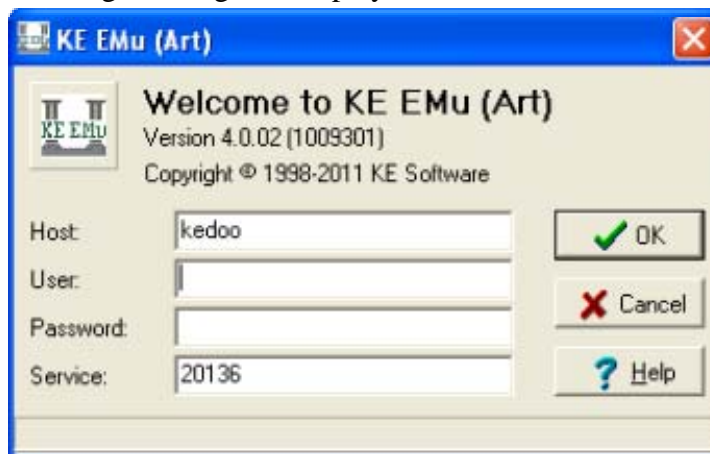 KE EMu (Art)
KE EMu
Welcome to KE EMu (Art)
Version 4.0.02 (1009301)
Copyright © 1998-2011 KE Software
Host: kedoo
OK
User:
Cancel
Password:
Service: 20136
Help